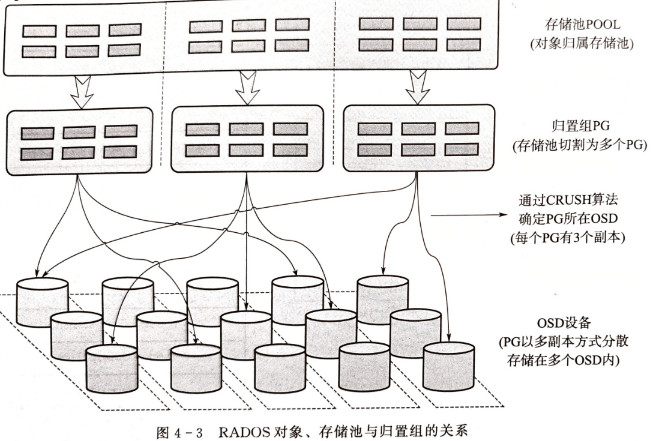 存储池POOL
(对象归属存储池)
归置组PG
(存储池切割为多个PG)
通过CRUSH算法
确定PG所在OSD
(每个PG有3个副本)
OSD设备
(PG以多副本方式分散
存储在多个OSD内)
图 4-3 RADOS 对象、存储池与归置组的关系